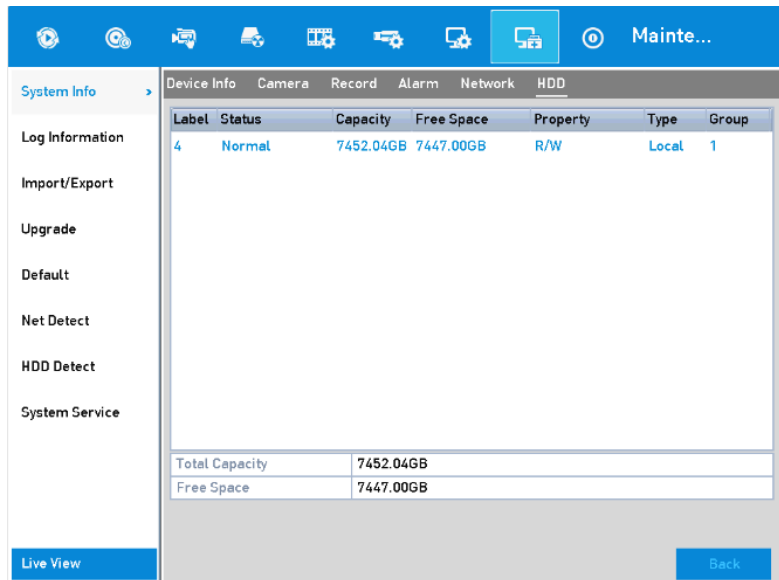 Mainte...
System Info >
Log Information
Import/Export
Upgrade
Default
Net Detect
HDD Detect
System Service
Live View
Device Info Camera Record Alarm Network HDD
Label Status Capacity Free Space Property Type Group
4 Normal 7452.04GB 7447.00GB R/W Local 1
Total Capacity 7452.04GB
Free Space 7447.00GB
Back